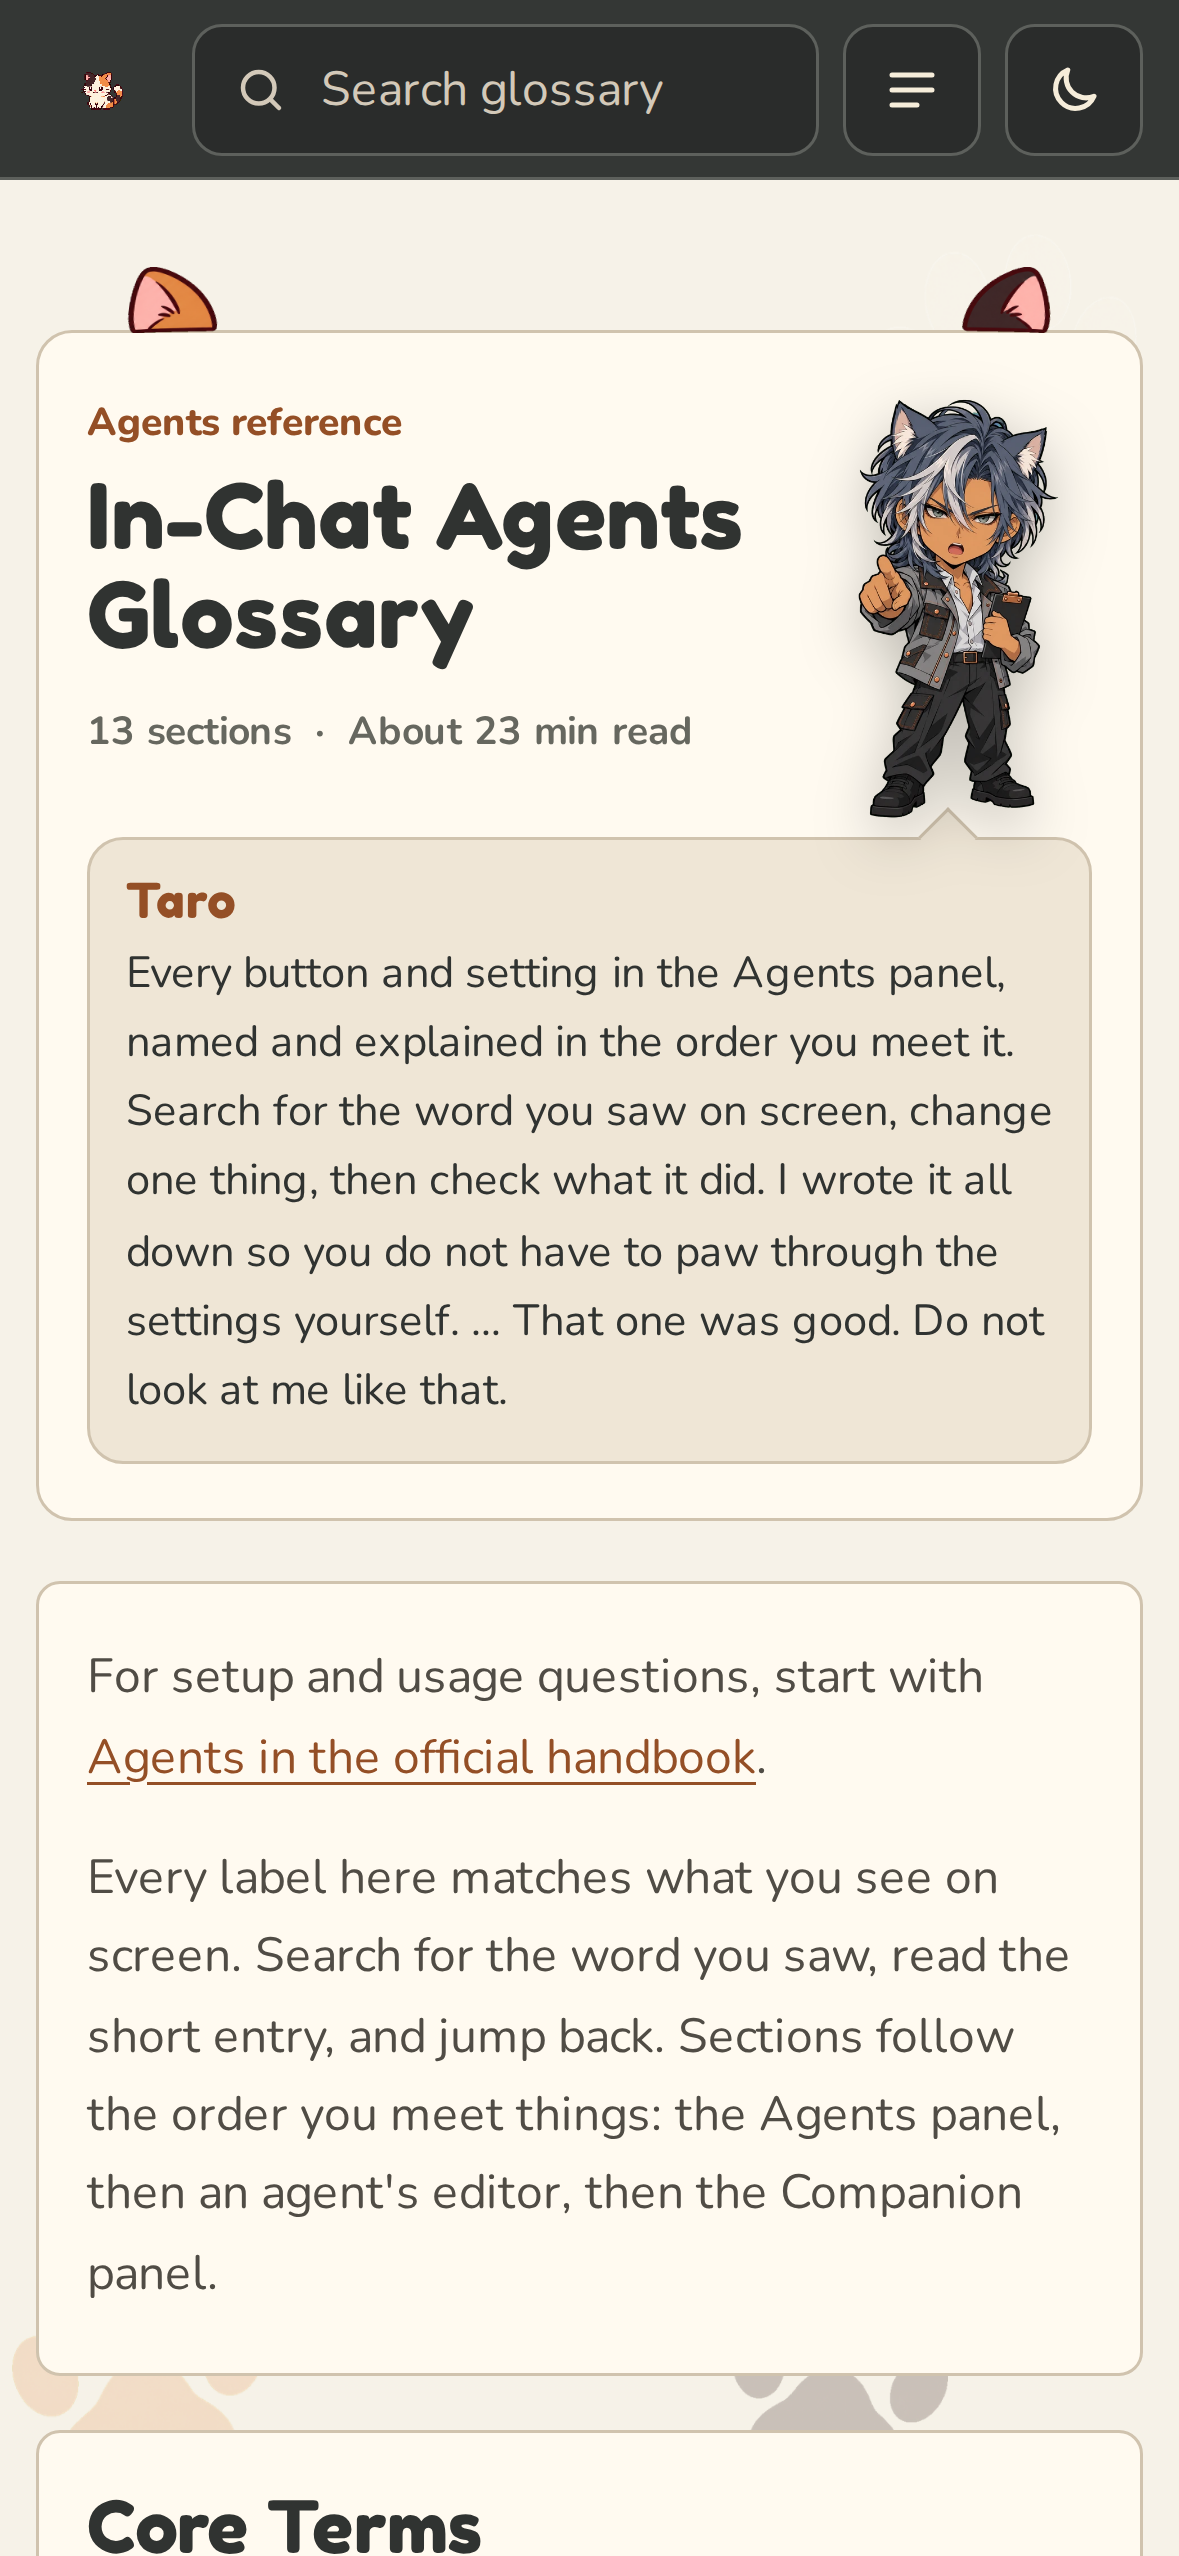 Search glossary
Agents reference
In-Chat Agents
Glossary
13 sections · About 23 min read
Taro
Every button and setting in the Agents panel,
named and explained in the order you meet it.
Search for the word you saw on screen, change
one thing, then check what it did. I wrote it all
down so you do not have to paw through the
settings yourself. ... That one was good. Do not
look at me like that.
For setup and usage questions, start with
Agents in the official handbook.
Every label here matches what you see on
screen. Search for the word you saw, read the
short entry, and jump back. Sections follow
the order you meet things: the Agents panel,
then an agent's editor, then the Companion
panel.
Core Terms